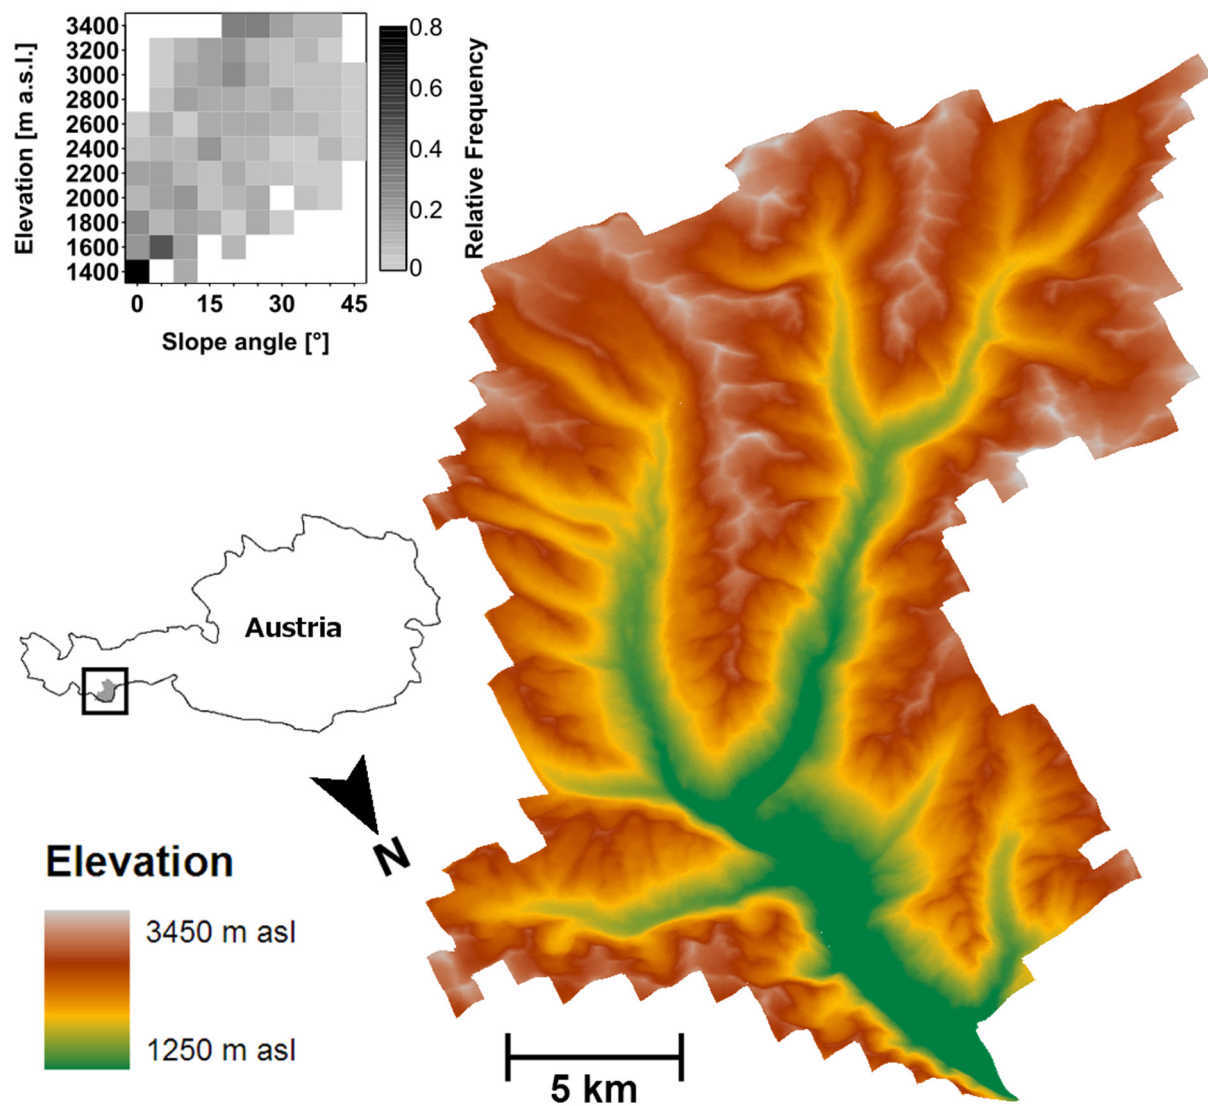 Elevation [m a.s.l.]
3400
3200
3000
2800
2600
2400
2200
2000
1800
1600
1400
0 15 30 45
Slope angle [°]
0.8
0.6
0.4
0.2
0
Relative Frequency
Austria
N
Elevation
3450 m asl
1250 m asl
5 km